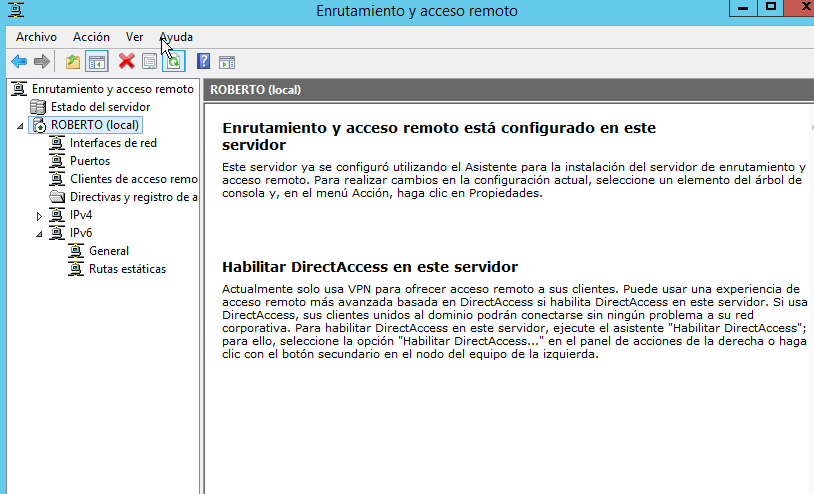 Enrutamiento y acceso remoto
Archivo Acción Ver Ayuda
Enrutamiento y acceso remoto
Estado del servidor
ROBERTO (local)
Interfaces de red
Puertos
Clientes de acceso remo
Directivas y registro de a
IPv4
IPv6
General
Rutas estáticas
ROBERTO (local)
Enrutamiento y acceso remoto está configurado en este
servidor
Este servidor ya se configuró utilizando el Asistente para la instalación del servidor de enrutamiento y
acceso remoto. Para realizar cambios en la configuración actual, seleccione un elemento del árbol de
consola y, en el menú Acción, haga clic en Propiedades.
Habilitar DirectAccess en este servidor
Actualmente solo usa VPN para ofrecer acceso remoto a sus clientes. Puede usar una experiencia de
acceso remoto más avanzada basada en DirectAccess si habilita DirectAccess en este servidor. Si usa
DirectAccess, sus clientes unidos al dominio podrán conectarse sin ningún problema a su red
corporativa. Para habilitar DirectAccess en este servidor, ejecute el asistente "Habilitar DirectAccess";
para ello, seleccione la opción "Habilitar DirectAccess..." en el panel de acciones de la derecha o haga
clic con el botón secundario en el nodo del equipo de la izquierda.